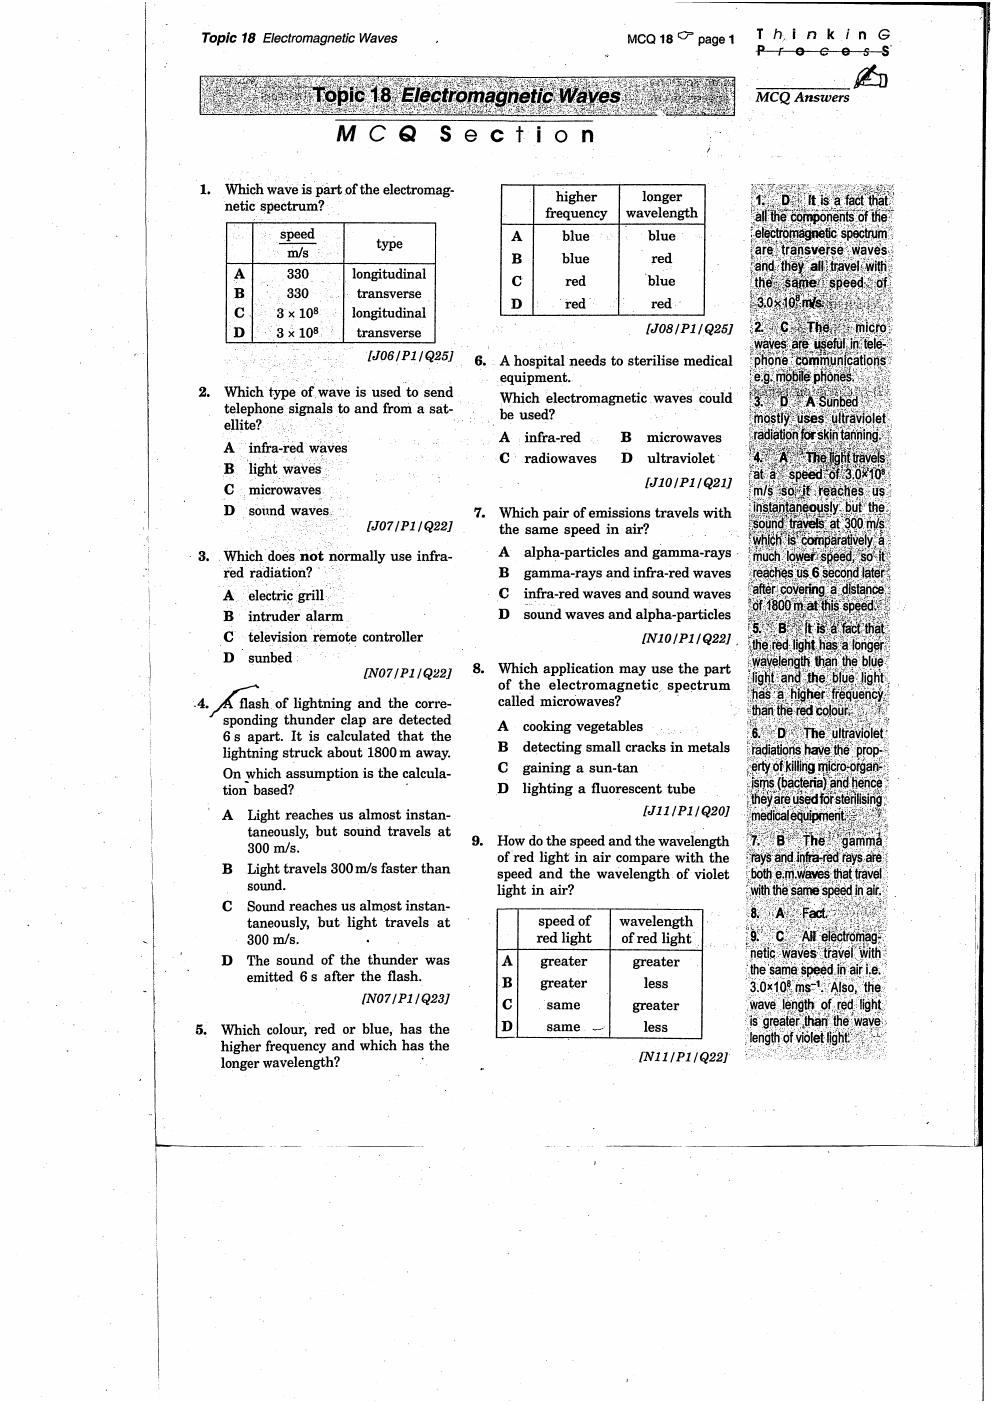 Topic 18 Electromagnetic Waves
MCQ 18 page 1
ThinkinG
ProcesS
MCQ Answers
Topic 18 Electromagnetic Waves
MCQ Section
1. Which wave is part of the electromag-
netic spectrum?
speed m/s type
A 330 longitudinal
B 330 transverse
C 3 × 10⁸ longitudinal
D 3 × 10⁸ transverse
[J06/P1/Q25]
2. Which type of wave is used to send
telephone signals to and from a sat-
ellite?
A infra-red waves
B light waves
C microwaves
D sound waves
[J07/P1/Q22]
3. Which does not normally use infra-
red radiation?
A electric grill
B intruder alarm
C television remote controller
D sunbed
[N07/P1/Q22]
4. A flash of lightning and the corre-
sponding thunder clap are detected
6 s apart. It is calculated that the
lightning struck about 1800 m away.
On which assumption is the calcula-
tion based?
A Light reaches us almost instan-
taneously, but sound travels at
300 m/s.
B Light travels 300 m/s faster than
sound.
C Sound reaches us almost instan-
taneously, but light travels at
300 m/s.
D The sound of the thunder was
emitted 6 s after the flash.
[N07/P1/Q23]
5. Which colour, red or blue, has the
higher frequency and which has the
longer wavelength?
higher frequency longer wavelength
A blue blue
B blue red
C red blue
D red red
[J08/P1/Q25]
6. A hospital needs to sterilise medical
equipment.
Which electromagnetic waves could
be used?
A infra-red B microwaves
C radiowaves D ultraviolet
[J10/P1/Q21]
7. Which pair of emissions travels with
the same speed in air?
A alpha-particles and gamma-rays
B gamma-rays and infra-red waves
C infra-red waves and sound waves
D sound waves and alpha-particles
[N10/P1/Q22]
8. Which application may use the part
of the electromagnetic spectrum
called microwaves?
A cooking vegetables
B detecting small cracks in metals
C gaining a sun-tan
D lighting a fluorescent tube
[J11/P1/Q20]
9. How do the speed and the wavelength
of red light in air compare with the
speed and the wavelength of violet
light in air?
speed of red light wavelength of red light
A greater greater
B greater less
C same greater
D same less
[N11/P1/Q22]
1. D It is a fact that
all the components of the
electromagnetic spectrum
are transverse waves
and they all travel with
the same speed of
3.0×10⁸ m/s.
2. C The micro
waves are useful in tele-
phone communications
e.g. mobile phones.
3. D A Sunbed
mostly uses ultraviolet
radiation for skin tanning.
4. A The light travels
at a speed of 3.0×10⁸
m/s so it reaches us
instantaneously but the
sound travels at 300 m/s
which is comparatively a
much lower speed, so it
reaches us 6 second later
after covering a distance
of 1800 m at this speed.
5. B It is a fact that
the red light has a longer
wavelength than the blue
light and the blue light
has a higher frequency
than the red colour.
6. D The ultraviolet
radiations have the prop-
erty of killing micro-organ-
isms (bacteria) and hence
they are used for sterilising
medical equipment.
7. B The gamma
rays and infra-red rays are
both e.m.waves that travel
with the same speed in air.
8. A Fact.
9. C All electromag-
netic waves travel with
the same speed in air i.e.
3.0×10⁸ ms⁻¹. Also, the
wave length of red light
is greater than the wave
length of violet light.